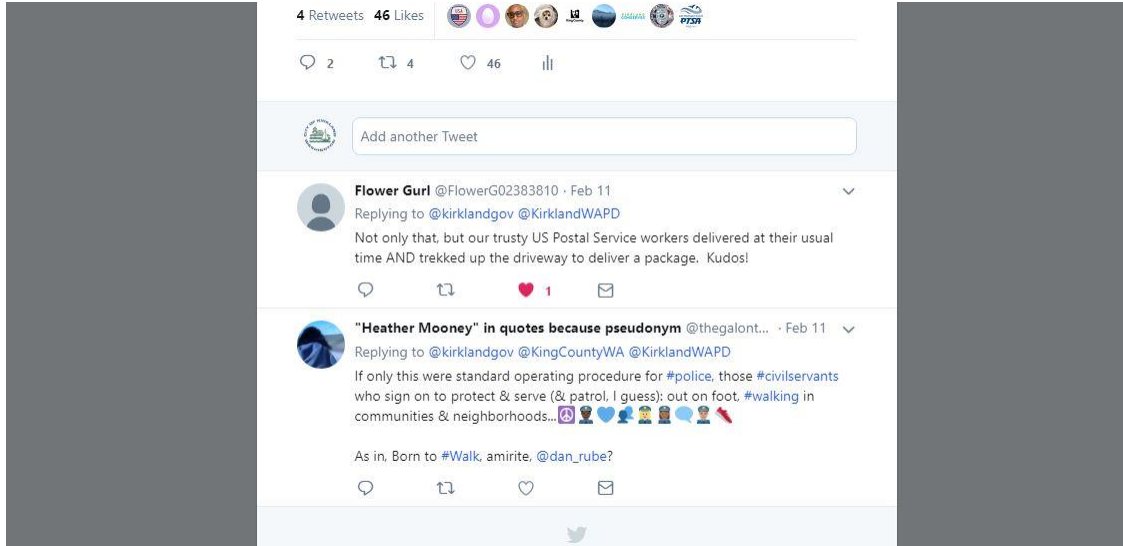 4 Retweets 46 Likes
2 4 46
Add another Tweet
Flower Gurl @FlowerG02383810 · Feb 11
Replying to @kirklandgov @KirklandWAPD
Not only that, but our trusty US Postal Service workers delivered at their usual
time AND trekked up the driveway to deliver a package. Kudos!
1
"Heather Mooney" in quotes because pseudonym @thegalont... · Feb 11
Replying to @kirklandgov @KingCountyWA @KirklandWAPD
If only this were standard operating procedure for #police, those #civilservants
who sign on to protect & serve (& patrol, I guess): out on foot, #walking in
communities & neighborhoods...☮👮🏿💙👥👮🏼👮🏾🗨👮🏽👟
As in, Born to #Walk, amirite, @dan_rube?